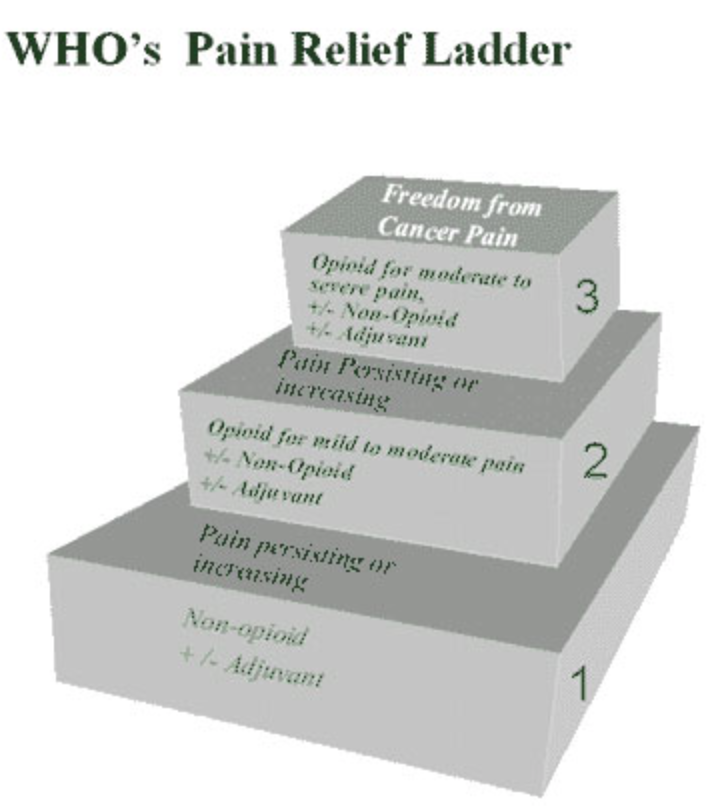 WHO's Pain Relief Ladder
Freedom from
Cancer Pain
Opioid for moderate to
severe pain,
+/- Non-Opioid
+/- Adjuvant
3
Pain Persisting or
increasing
Opioid for mild to moderate pain
+/- Non-Opioid
+/- Adjuvant
2
Pain persisting or
increasing
Non-opioid
+ /- Adjuvant
1